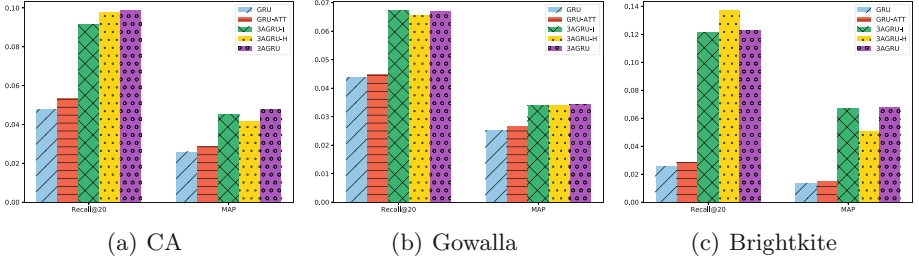 0.10
0.08
0.06
0.04
0.02
0.00
GRU
GRU-ATT
3AGRU-I
3AGRU-H
3AGRU
Recall@20 MAP
(a) CA
0.07
0.06
0.05
0.04
0.03
0.02
0.01
0.00
GRU
GRU-ATT
3AGRU-I
3AGRU-H
3AGRU
Recall@20 MAP
(b) Gowalla
0.14
0.12
0.10
0.08
0.06
0.04
0.02
0.00
GRU
GRU-ATT
3AGRU-I
3AGRU-H
3AGRU
Recall@20 MAP
(c) Brightkite